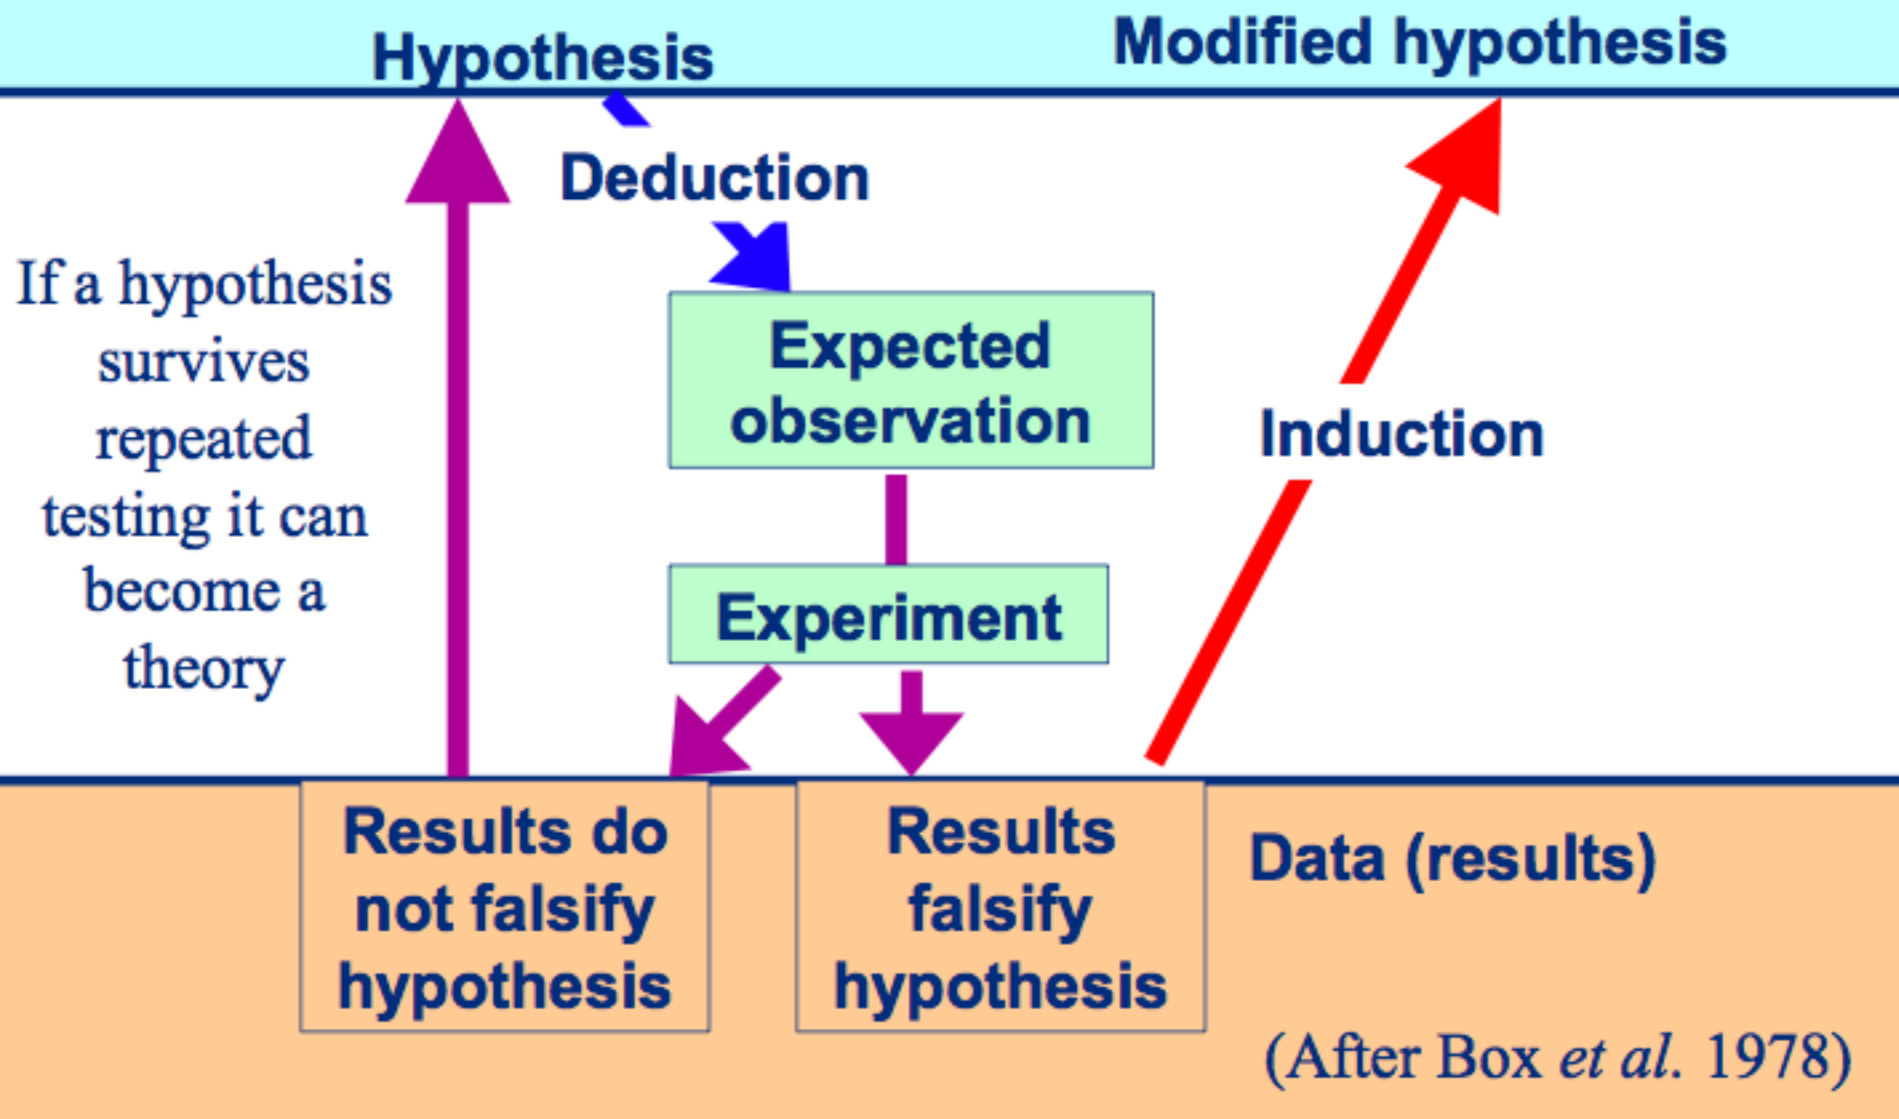 Hypothesis
Modified hypothesis
Deduction
If a hypothesis
survives
repeated
testing it can
become a
theory
Expected
observation
Induction
Experiment
Results do
not falsify
hypothesis
Results
falsify
hypothesis
Data (results)
(After Box et al. 1978)